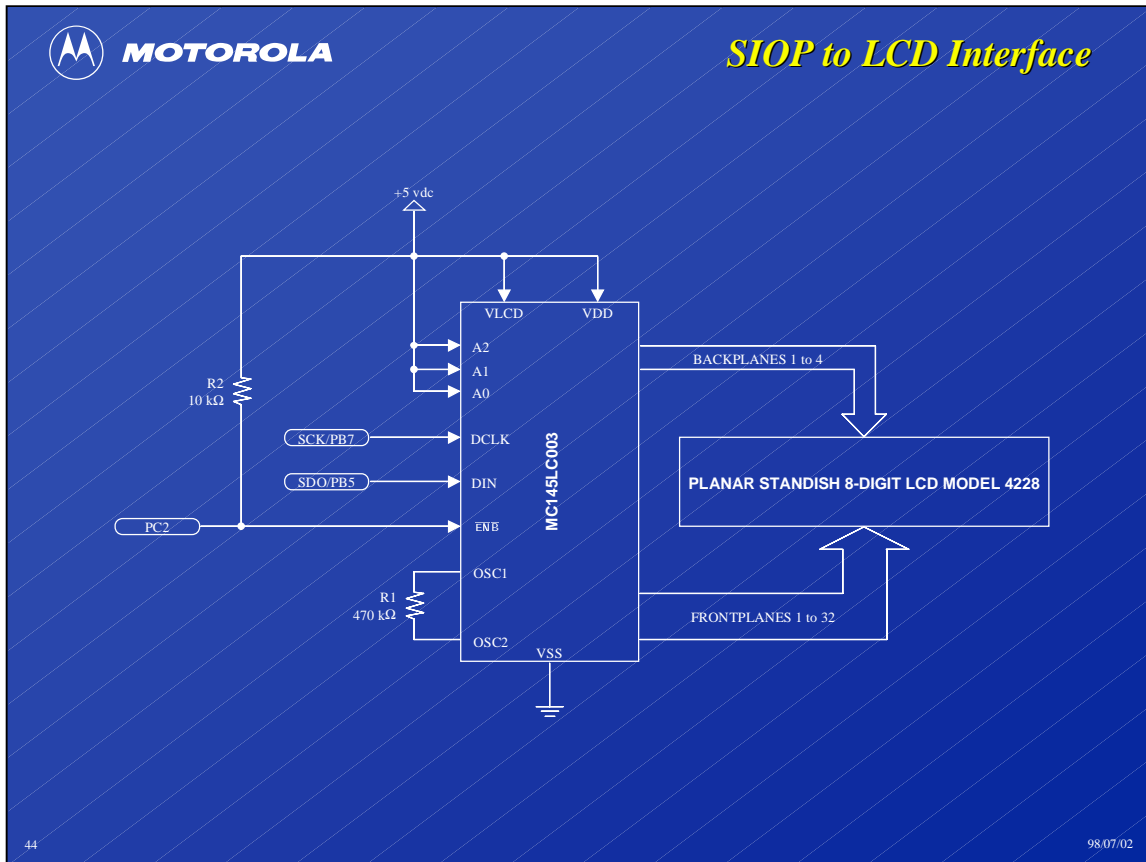 MOTOROLA
SIOP to LCD Interface
+5 vdc
VLCD
VDD
A2
A1
A0
BACKPLANES 1 to 4
R2
10 kΩ
SCK/PB7
DCLK
SDO/PB5
DIN
MC145LC003
PLANAR STANDISH 8-DIGIT LCD MODEL 4228
PC2
ENB
OSC1
R1
470 kΩ
FRONTPLANES 1 to 32
OSC2
VSS
44
98/07/02